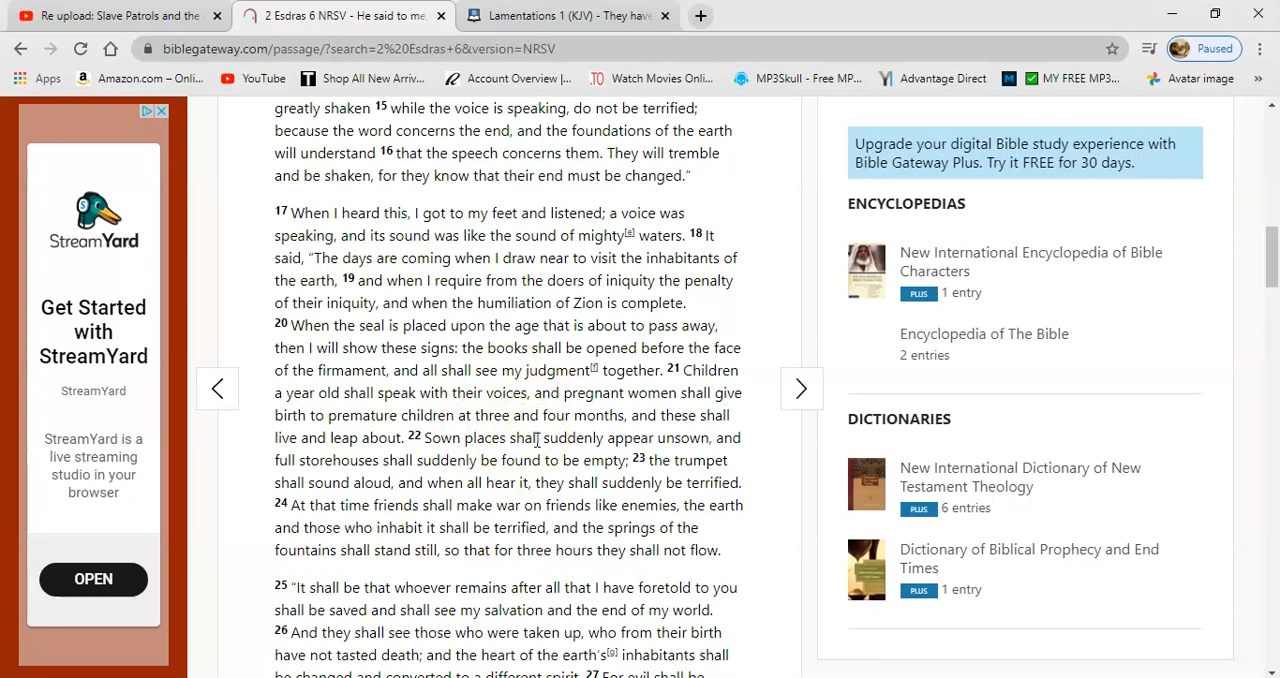 Re upload: Slave Patrols and the
2 Esdras 6 NRSV - He said to me,
Lamentations 1 (KJV) - They have
biblegateway.com/passage/?search=2%20Esdras+6&version=NRSV
Paused
Apps
Amazon.com – Onli...
YouTube
Shop All New Arriv...
Account Overview |...
.TO Watch Movies Onli...
MP3Skull - Free MP...
Advantage Direct
MY FREE MP3...
Avatar image
»
StreamYard
Get Started
with
StreamYard
StreamYard
StreamYard is a
live streaming
studio in your
browser
OPEN
greatly shaken 15 while the voice is speaking, do not be terrified;
because the word concerns the end, and the foundations of the earth
will understand 16 that the speech concerns them. They will tremble
and be shaken, for they know that their end must be changed.”
17 When I heard this, I got to my feet and listened; a voice was
speaking, and its sound was like the sound of mighty[e] waters. 18 It
said, “The days are coming when I draw near to visit the inhabitants of
the earth, 19 and when I require from the doers of iniquity the penalty
of their iniquity, and when the humiliation of Zion is complete.
20 When the seal is placed upon the age that is about to pass away,
then I will show these signs: the books shall be opened before the face
of the firmament, and all shall see my judgment[f] together. 21 Children
a year old shall speak with their voices, and pregnant women shall give
birth to premature children at three and four months, and these shall
live and leap about. 22 Sown places shall suddenly appear unsown, and
full storehouses shall suddenly be found to be empty; 23 the trumpet
shall sound aloud, and when all hear it, they shall suddenly be terrified.
24 At that time friends shall make war on friends like enemies, the earth
and those who inhabit it shall be terrified, and the springs of the
fountains shall stand still, so that for three hours they shall not flow.
25 “It shall be that whoever remains after all that I have foretold to you
shall be saved and shall see my salvation and the end of my world.
26 And they shall see those who were taken up, who from their birth
have not tasted death; and the heart of the earth’s[g] inhabitants shall
be changed and converted to a different spirit. 27 For evil shall be
Upgrade your digital Bible study experience with
Bible Gateway Plus. Try it FREE for 30 days.
ENCYCLOPEDIAS
New International Encyclopedia of Bible
Characters
PLUS 1 entry
Encyclopedia of The Bible
2 entries
DICTIONARIES
New International Dictionary of New
Testament Theology
PLUS 6 entries
Dictionary of Biblical Prophecy and End
Times
PLUS 1 entry